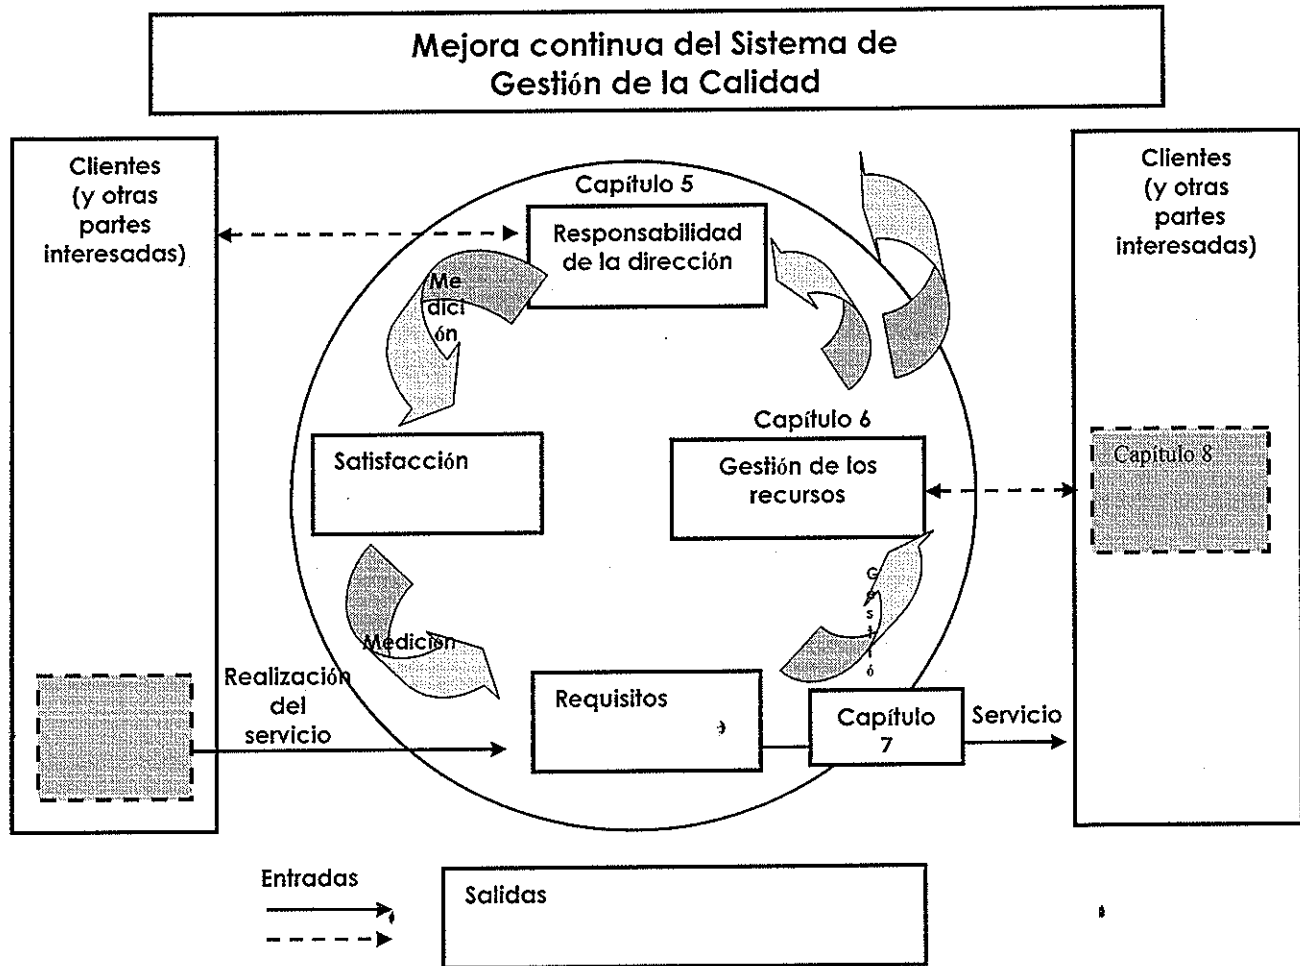 Mejora continua del Sistema de
Gestión de la Calidad
Clientes
(y otras
partes
interesadas)
Capítulo 5
Responsabilidad
de la dirección
Clientes
(y otras
partes
interesadas)
Me
dici
ón
Capítulo 6
Satisfacción
Gestión de los
recursos
Capitulo 8
Medición
G
e
s
t
i
ó
Realización
del
servicio
Requisitos
Capítulo
7
Servicio
Entradas
Salidas